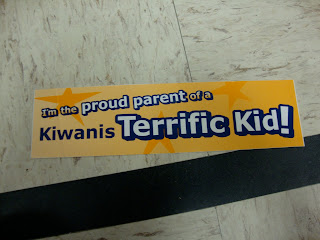 I'm the proud parent of a
Kiwanis Terrific Kid!